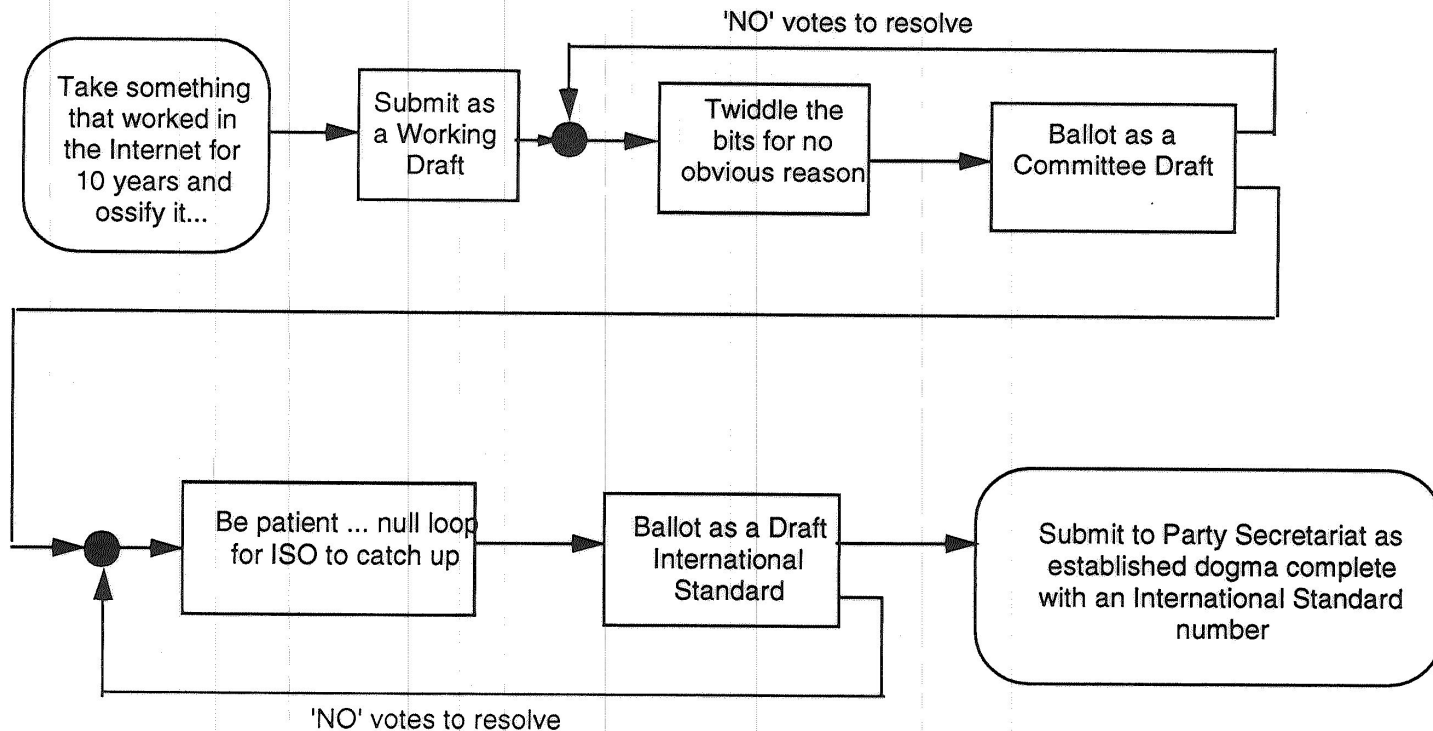 'NO' votes to resolve
Take something
that worked in
the Internet for
10 years and
ossify it...
Submit as
a Working
Draft
Twiddle the
bits for no
obvious reason
Ballot as a
Committee Draft
Be patient ... null loop
for ISO to catch up
Ballot as a Draft
International
Standard
Submit to Party Secretariat as
established dogma complete
with an International Standard
number
'NO' votes to resolve